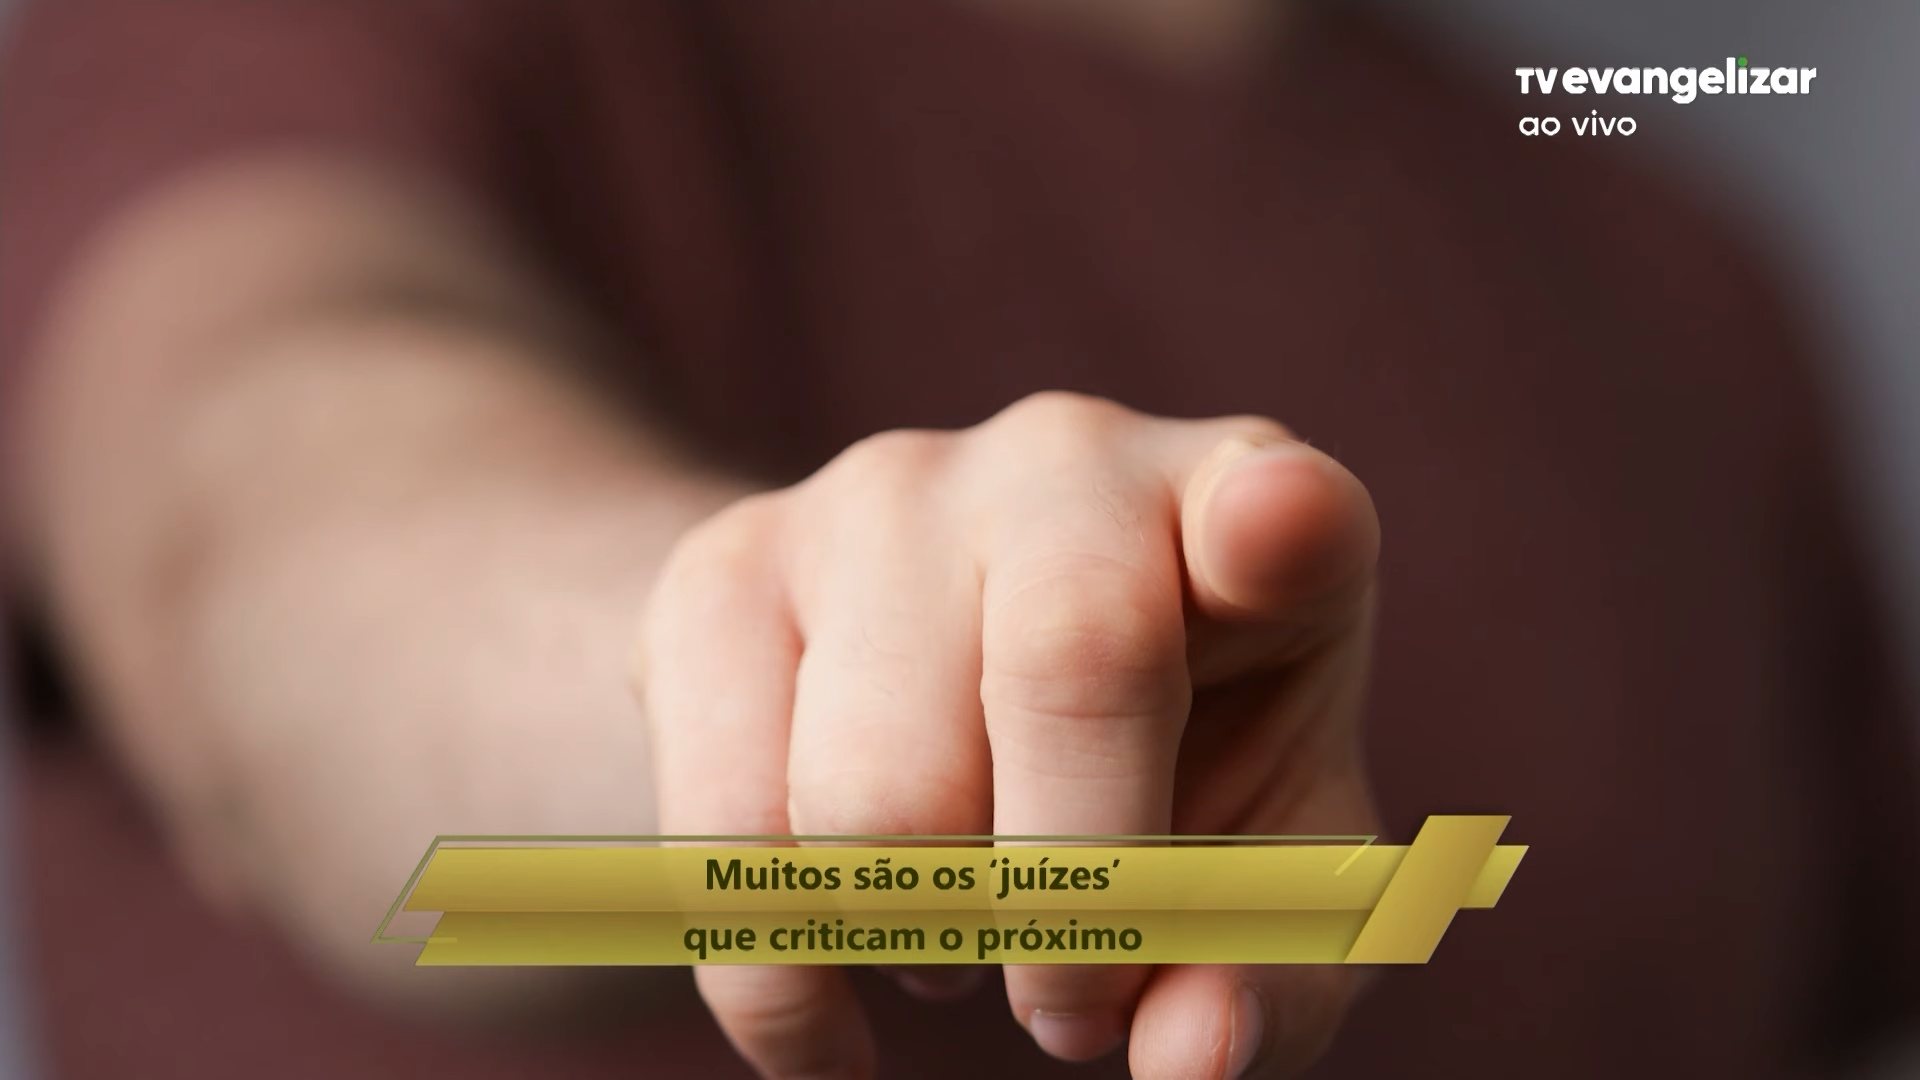 TV evangelizar
ao vivo
Muitos são os ‘juízes’
que criticam o próximo